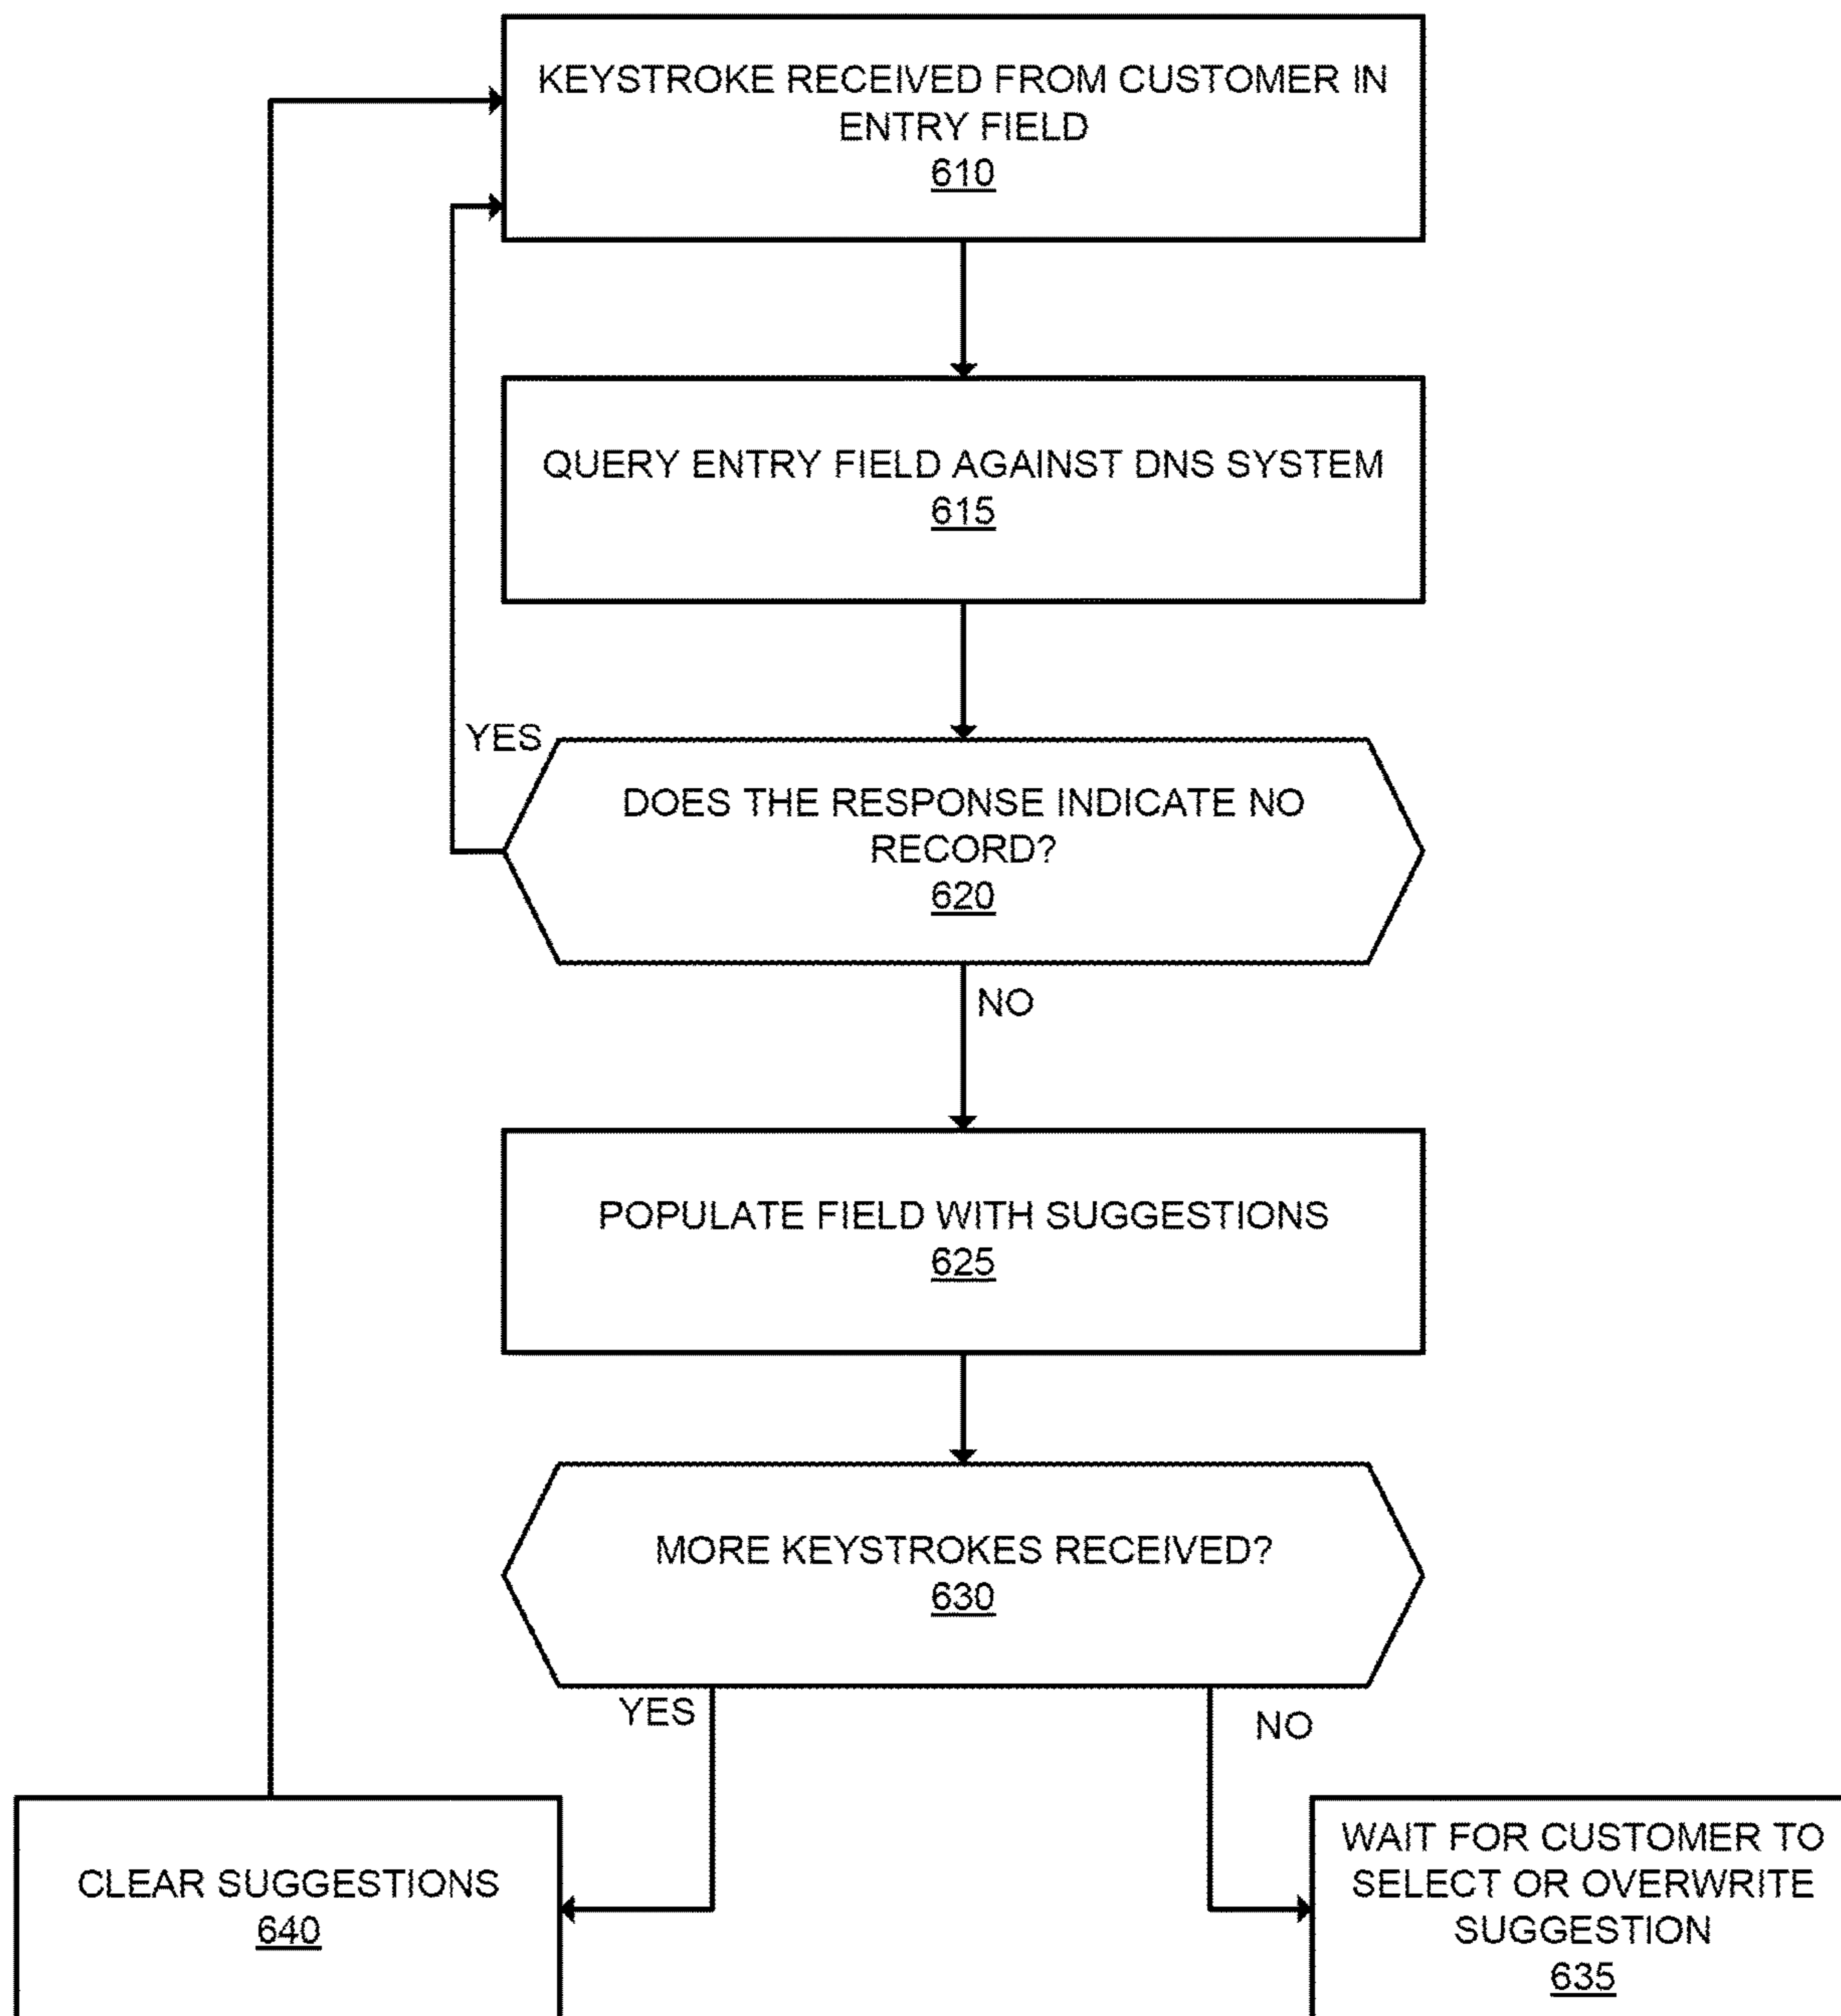 KEYSTROKE RECEIVED FROM CUSTOMER IN
ENTRY FIELD
610
QUERY ENTRY FIELD AGAINST DNS SYSTEM
615
YES
DOES THE RESPONSE INDICATE NO
RECORD?
620
NO
POPULATE FIELD WITH SUGGESTIONS
625
MORE KEYSTROKES RECEIVED?
630
YES
NO
CLEAR SUGGESTIONS
640
WAIT FOR CUSTOMER TO
SELECT OR OVERWRITE
SUGGESTION
635